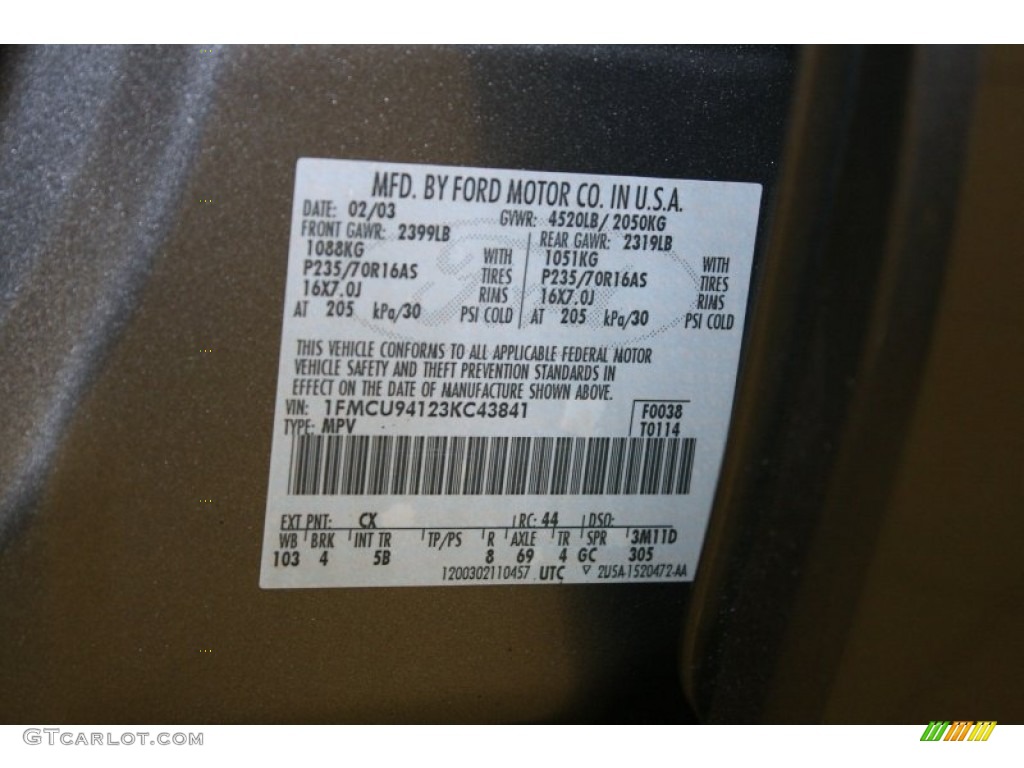 MFD. BY FORD MOTOR CO. IN U.S.A.
DATE: 02/03 GVWR: 4520LB/ 2050KG
FRONT GAWR: 2399LB REAR GAWR: 2319LB
1088KG WITH 1051KG WITH
P235/70R16AS TIRES P235/70R16AS TIRES
16X7.0J RIMS 16X7.0J RIMS
AT 205 kPa/30 PSI COLD AT 205 kPa/30 PSI COLD
THIS VEHICLE CONFORMS TO ALL APPLICABLE FEDERAL MOTOR
VEHICLE SAFETY AND THEFT PREVENTION STANDARDS IN
EFFECT ON THE DATE OF MANUFACTURE SHOWN ABOVE.
VIN: 1FMCU94123KC43841 F0038
TYPE: MPV T0114
EXT PNT: CX RC: 44 DSO:
WB BRK INT TR TP/PS R AXLE TR SPR 3M11D
103 4 5B 8 69 4 GC 305
1200302110457 UTC ▽ 2U5A-1520472-AA
GTcarlot.com